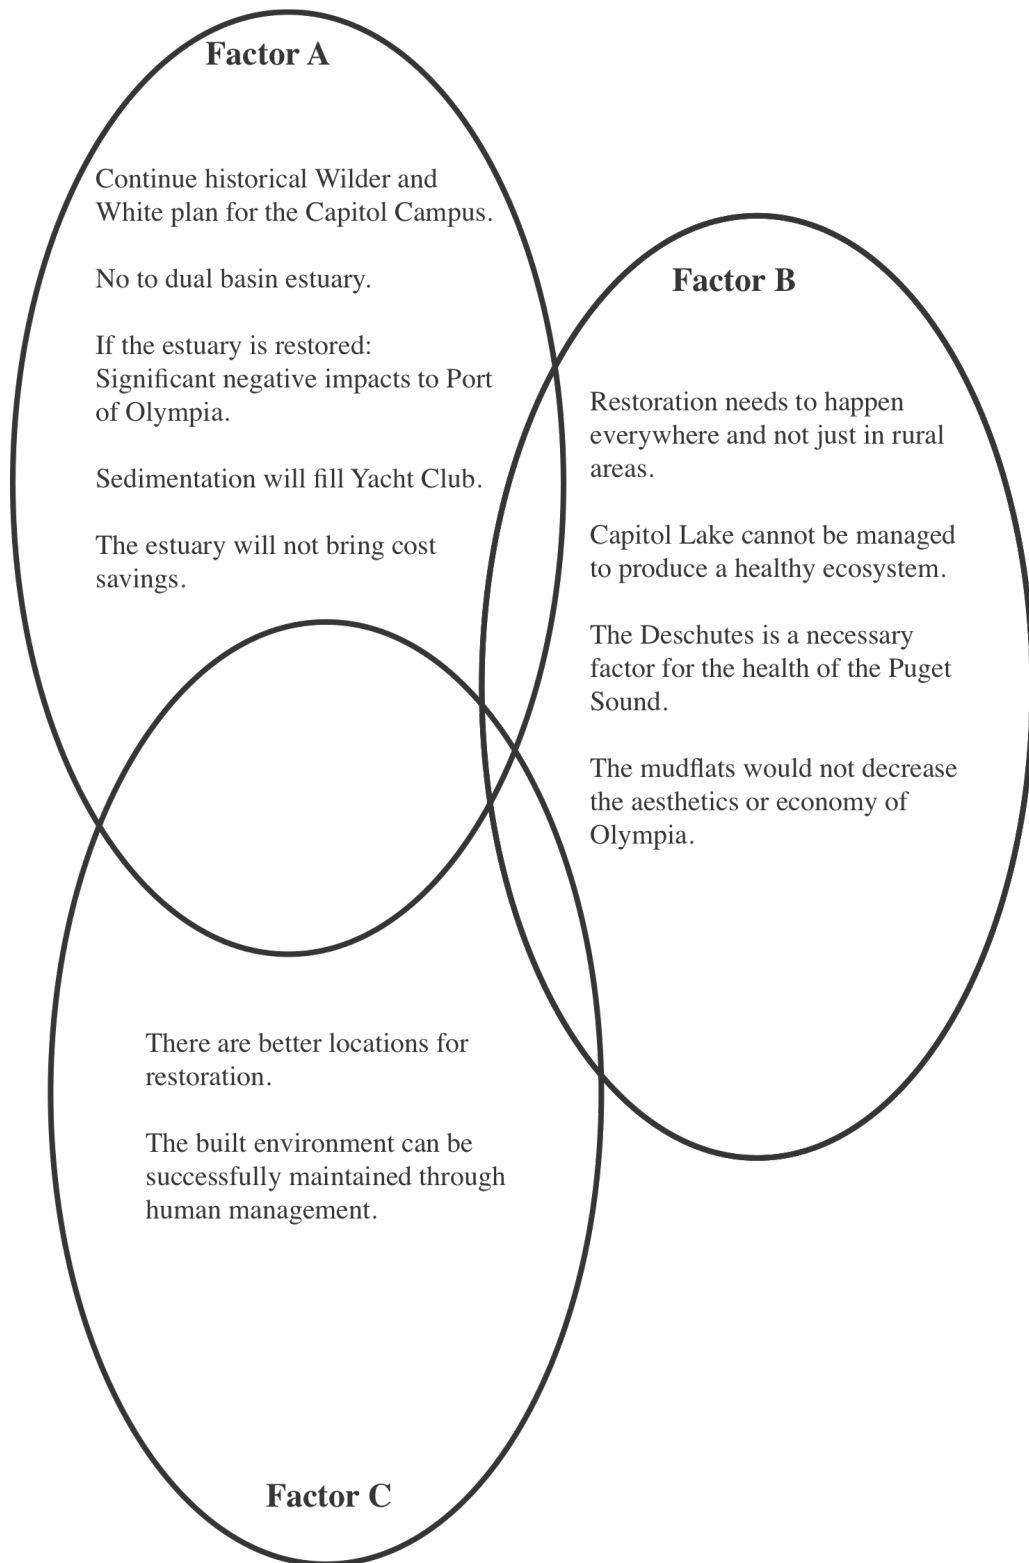 Factor A
Continue historical Wilder and
White plan for the Capitol Campus.
No to dual basin estuary.
If the estuary is restored:
Significant negative impacts to Port
of Olympia.
Sedimentation will fill Yacht Club.
The estuary will not bring cost
savings.
Factor B
Restoration needs to happen
everywhere and not just in rural
areas.
Capitol Lake cannot be managed
to produce a healthy ecosystem.
The Deschutes is a necessary
factor for the health of the Puget
Sound.
The mudflats would not decrease
the aesthetics or economy of
Olympia.
There are better locations for
restoration.
The built environment can be
successfully maintained through
human management.
Factor C